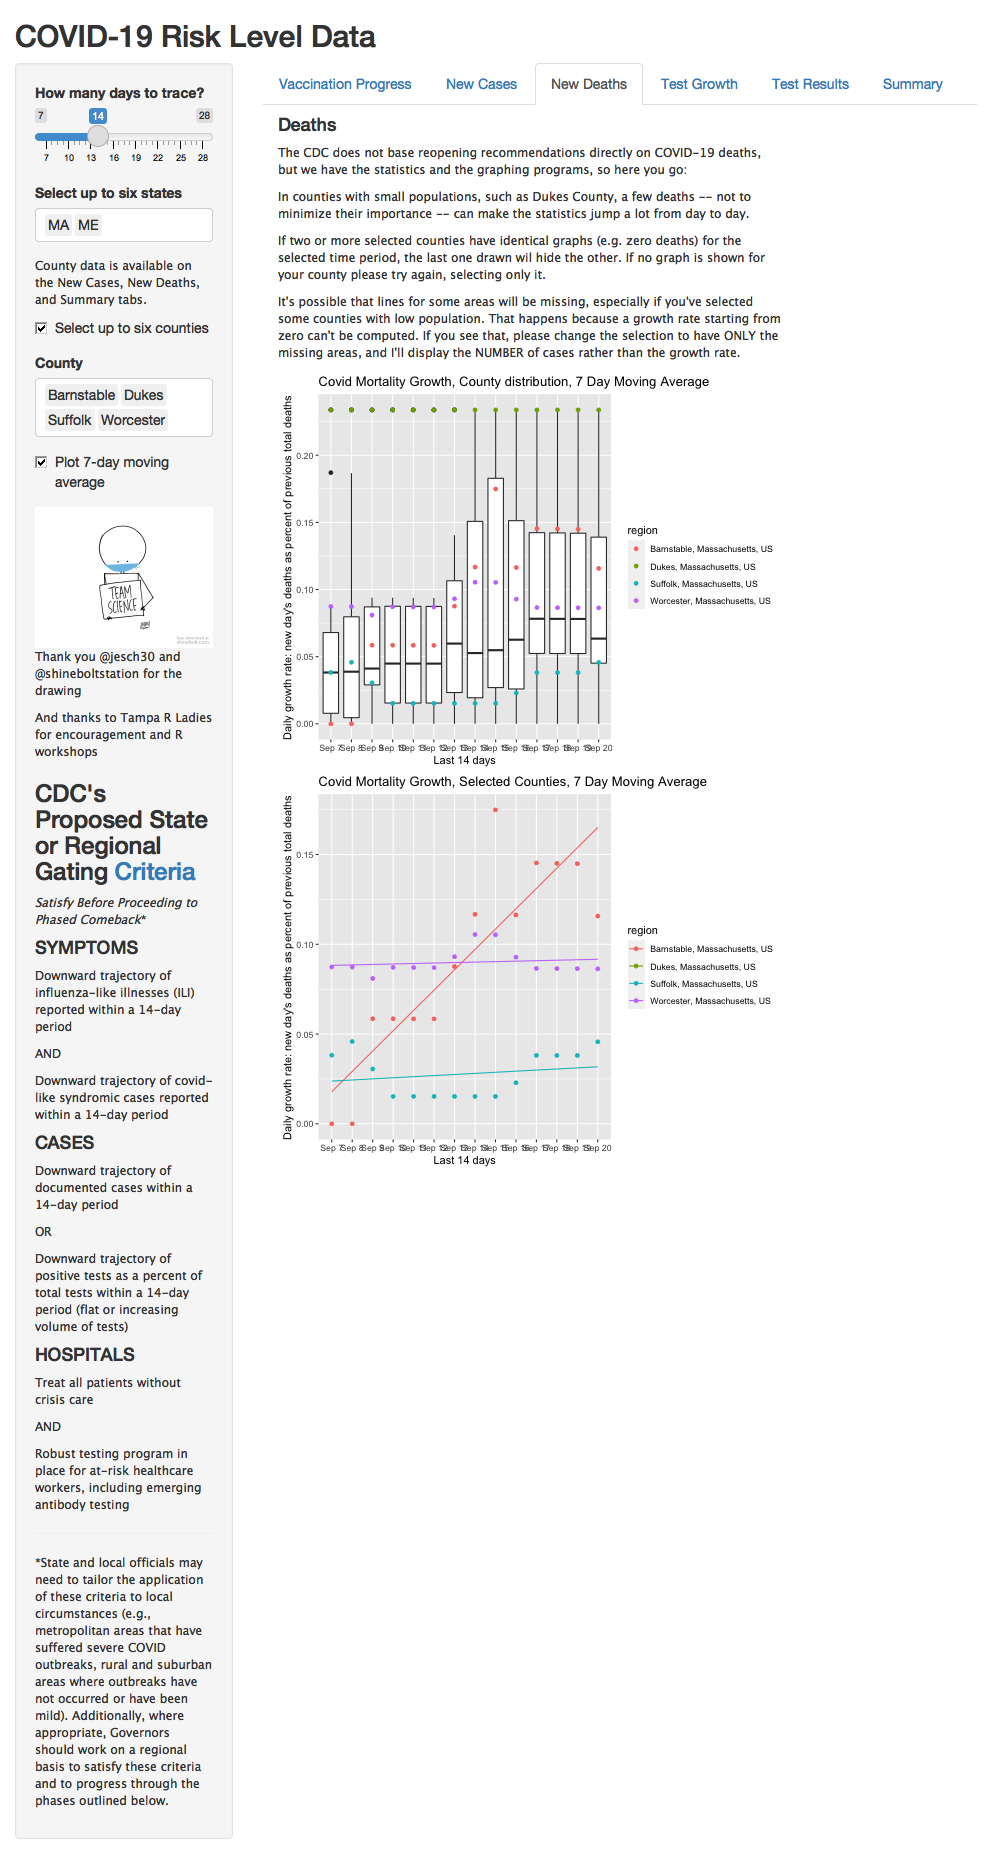 COVID-19 Risk Level Data
How many days to trace?
7
14
28
7 10 13 16 19 22 25 28
Select up to six states
MA ME
County data is available on
the New Cases, New Deaths,
and Summary tabs.
Select up to six counties
County
Barnstable Dukes
Suffolk Worcester
Plot 7-day moving
average
TEAM
SCIENCE
Thank you @jesch30 and
@shineboltstation for the
drawing
And thanks to Tampa R Ladies
for encouragement and R
workshops
CDC's
Proposed State
or Regional
Gating Criteria
Satisfy Before Proceeding to
Phased Comeback*
SYMPTOMS
Downward trajectory of
influenza-like illnesses (ILI)
reported within a 14-day
period
AND
Downward trajectory of covid-
like syndromic cases reported
within a 14-day period
CASES
Downward trajectory of
documented cases within a
14-day period
OR
Downward trajectory of
positive tests as a percent of
total tests within a 14-day
period (flat or increasing
volume of tests)
HOSPITALS
Treat all patients without
crisis care
AND
Robust testing program in
place for at-risk healthcare
workers, including emerging
antibody testing
*State and local officials may
need to tailor the application
of these criteria to local
circumstances (e.g.,
metropolitan areas that have
suffered severe COVID
outbreaks, rural and suburban
areas where outbreaks have
not occurred or have been
mild). Additionally, where
appropriate, Governors
should work on a regional
basis to satisfy these criteria
and to progress through the
phases outlined below.
Vaccination Progress New Cases New Deaths Test Growth Test Results Summary
Deaths
The CDC does not base reopening recommendations directly on COVID-19 deaths,
but we have the statistics and the graphing programs, so here you go:
In counties with small populations, such as Dukes County, a few deaths -- not to
minimize their importance -- can make the statistics jump a lot from day to day.
If two or more selected counties have identical graphs (e.g. zero deaths) for the
selected time period, the last one drawn wil hide the other. If no graph is shown for
your county please try again, selecting only it.
It's possible that lines for some areas will be missing, especially if you've selected
some counties with low population. That happens because a growth rate starting from
zero can't be computed. If you see that, please change the selection to have ONLY the
missing areas, and I'll display the NUMBER of cases rather than the growth rate.
Covid Mortality Growth, County distribution, 7 Day Moving Average
Daily growth rate: new day's deaths as percent of previous total deaths
0.20
0.15
0.10
0.05
0.00
Sep 7 Sep 8 Sep 9 Sep 10 Sep 11 Sep 12 Sep 13 Sep 14 Sep 15 Sep 16 Sep 17 Sep 18 Sep 19 Sep 20
Last 14 days
region
Barnstable, Massachusetts, US
Dukes, Massachusetts, US
Suffolk, Massachusetts, US
Worcester, Massachusetts, US
Covid Mortality Growth, Selected Counties, 7 Day Moving Average
Daily growth rate: new day's deaths as percent of previous total deaths
0.15
0.10
0.05
0.00
Sep 7 Sep 8 Sep 9 Sep 10 Sep 11 Sep 12 Sep 13 Sep 14 Sep 15 Sep 16 Sep 17 Sep 18 Sep 19 Sep 20
Last 14 days
region
Barnstable, Massachusetts, US
Dukes, Massachusetts, US
Suffolk, Massachusetts, US
Worcester, Massachusetts, US